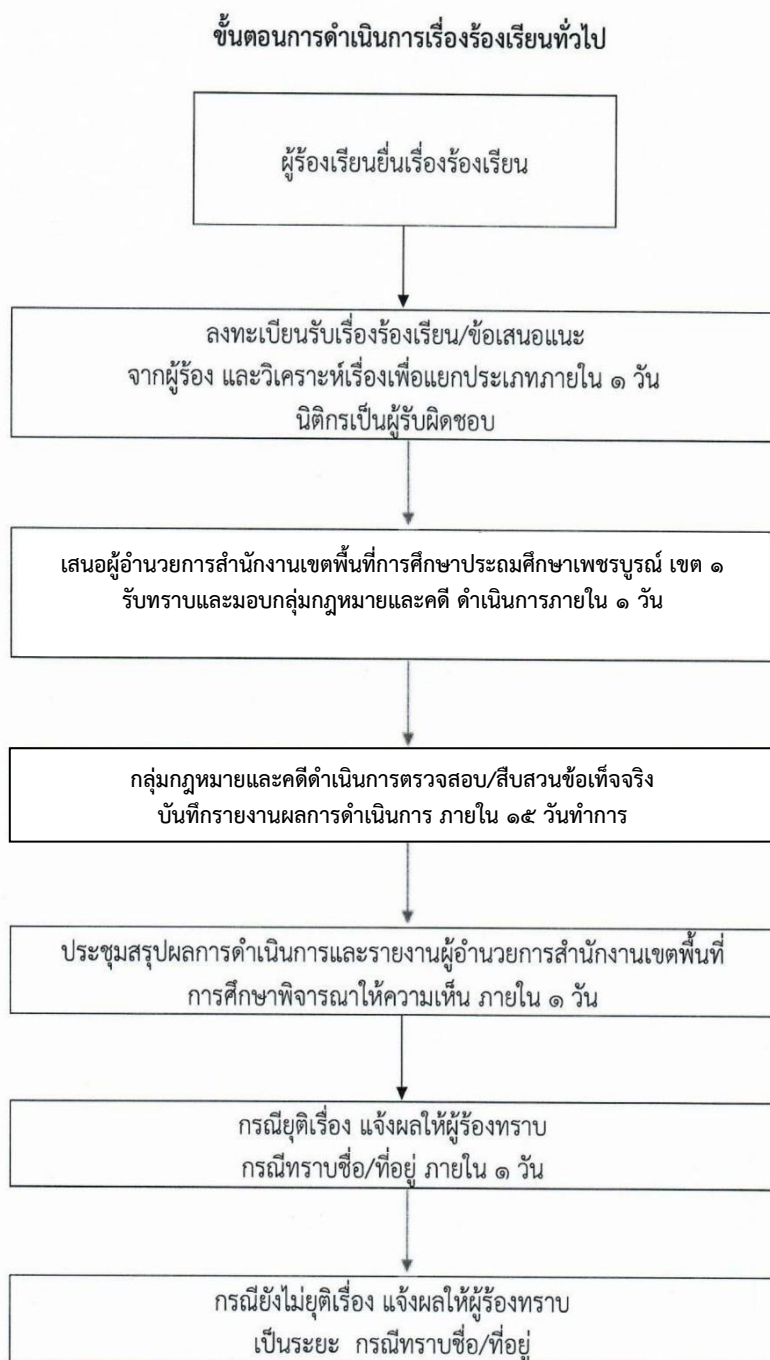 ขั้นตอนการดำเนินการเรื่องร้องเรียนทั่วไป
ผู้ร้องเรียนยื่นเรื่องร้องเรียน
ลงทะเบียนรับเรื่องร้องเรียน/ข้อเสนอแนะ
จากผู้ร้อง และวิเคราะห์เรื่องเพื่อแยกประเภทภายใน ๑ วัน
นิติกรเป็นผู้รับผิดชอบ
เสนอผู้อำนวยการสำนักงานเขตพื้นที่การศึกษาประถมศึกษาเพชรบูรณ์ เขต ๑
รับทราบและมอบกลุ่มกฎหมายและคดี ดำเนินการภายใน ๑ วัน
กลุ่มกฎหมายและคดีดำเนินการตรวจสอบ/สืบสวนข้อเท็จจริง
บันทึกรายงานผลการดำเนินการ ภายใน ๑๕ วันทำการ
ประชุมสรุปผลการดำเนินการและรายงานผู้อำนวยการสำนักงานเขตพื้นที่
การศึกษาพิจารณาให้ความเห็น ภายใน ๑ วัน
กรณียุติเรื่อง แจ้งผลให้ผู้ร้องทราบ
กรณีทราบชื่อ/ที่อยู่ ภายใน ๑ วัน
กรณียังไม่ยุติเรื่อง แจ้งผลให้ผู้ร้องทราบ
เป็นระยะ กรณีทราบชื่อ/ที่อยู่